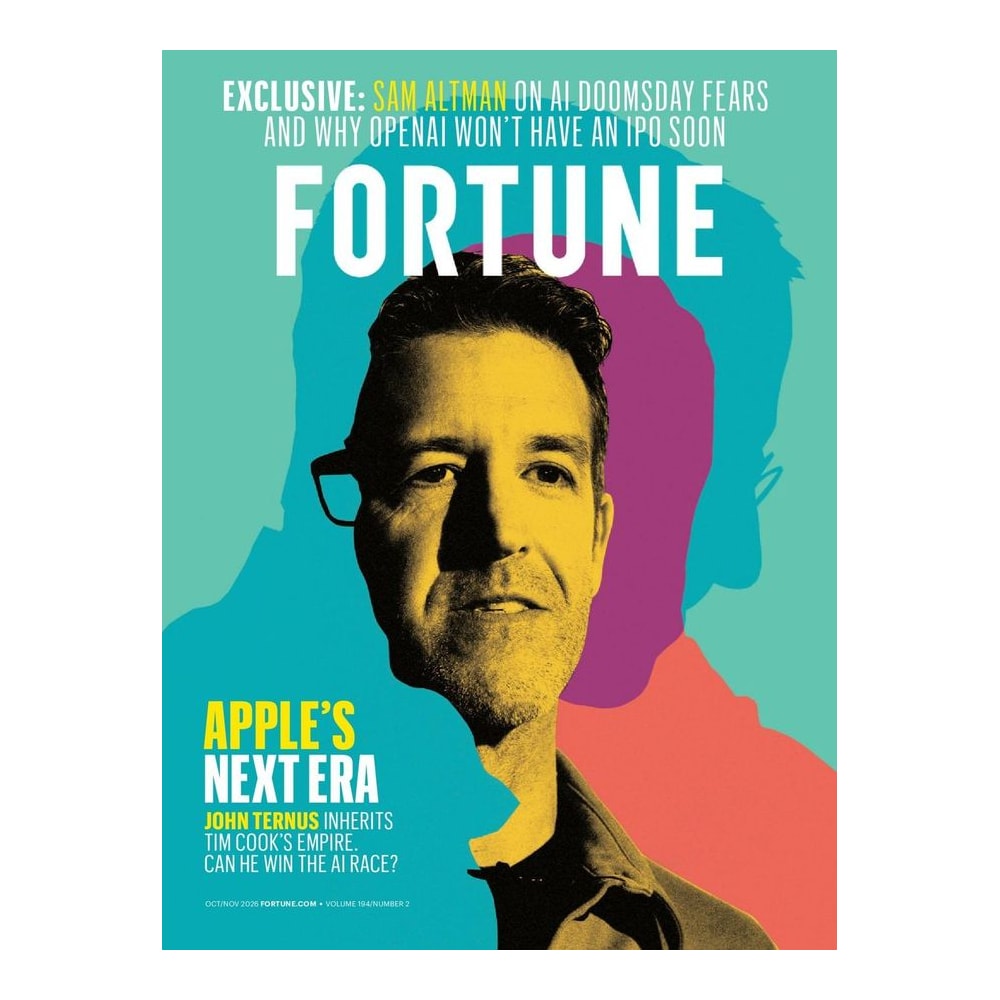 EXCLUSIVE: SAM ALTMAN ON AI DOOMSDAY FEARS
AND WHY OPENAI WON'T HAVE AN IPO SOON
FORTUNE
APPLE'S
NEXT ERA
JOHN TERNUS INHERITS
TIM COOK'S EMPIRE.
CAN HE WIN THE AI RACE?
OCT/NOV 2026 FORTUNE.COM • VOLUME 194/NUMBER 2